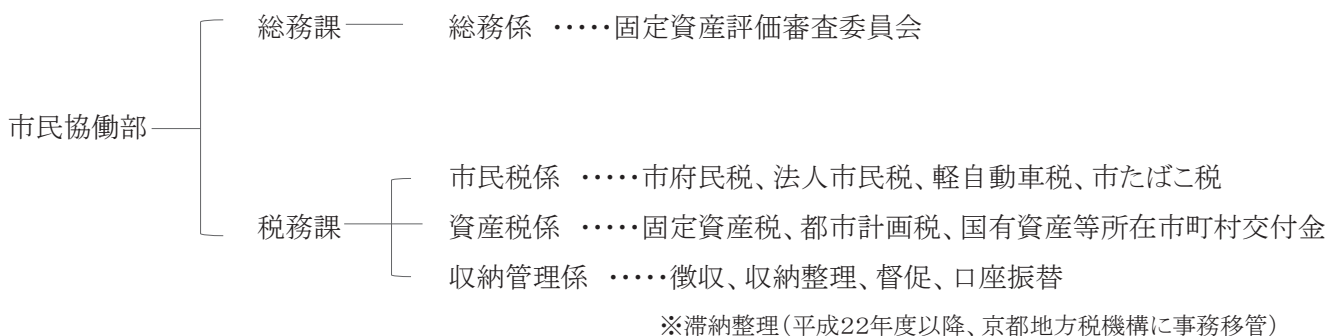 総務課 総務係 ・・・・・固定資産評価審査委員会
市民協働部
市民税係 ・・・・・市府民税、法人市民税、軽自動車税、市たばこ税
税務課 資産税係 ・・・・・固定資産税、都市計画税、国有資産等所在市町村交付金
収納管理係 ・・・・・徴収、収納整理、督促、口座振替
※滞納整理(平成22年度以降、京都地方税機構に事務移管)